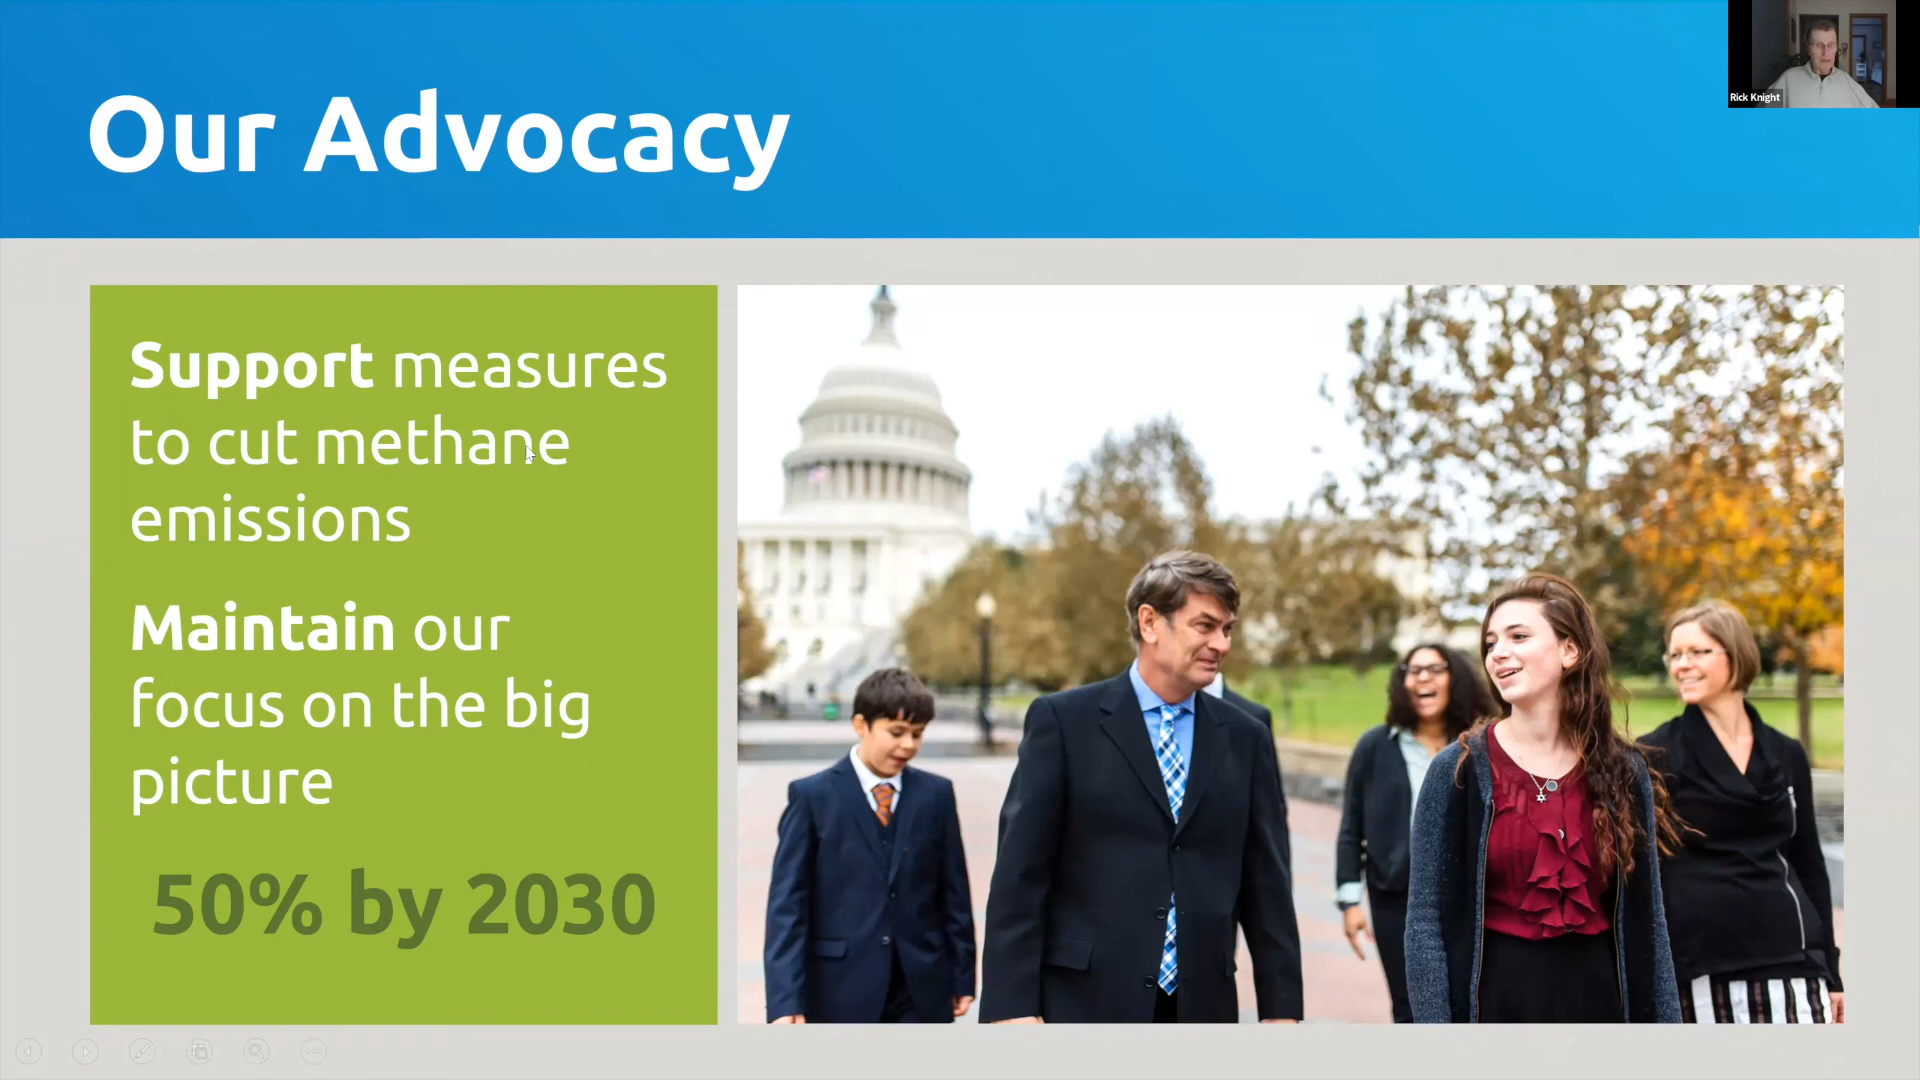 Our Advocacy
Rick Knight
Support measures
to cut methane
emissions
Maintain our
focus on the big
picture
50% by 2030